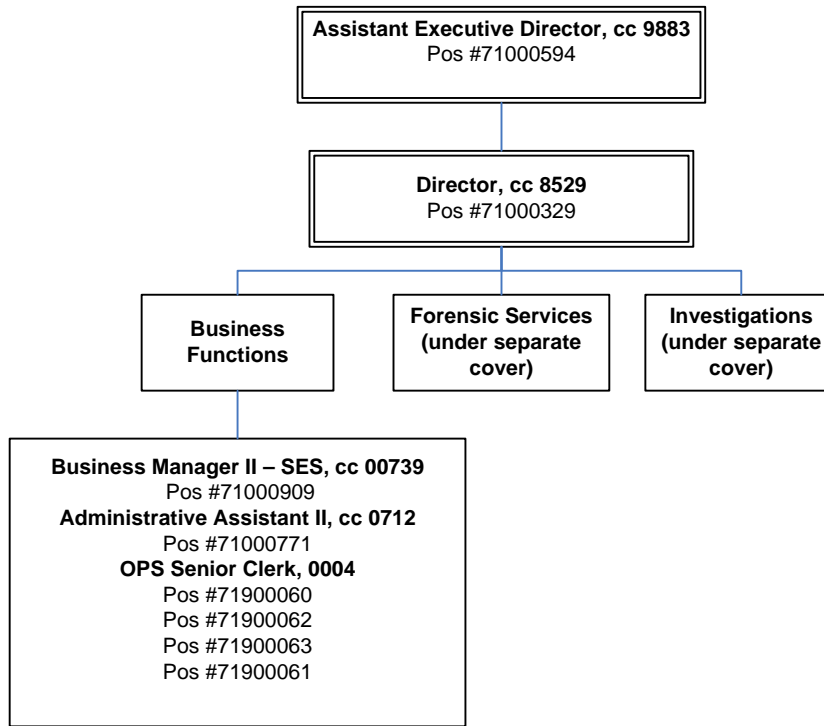 Assistant Executive Director, cc 9883
Pos #71000594
Director, cc 8529
Pos #71000329
Business
Functions
Forensic Services
(under separate
cover)
Investigations
(under separate
cover)
Business Manager II – SES, cc 00739
Pos #71000909
Administrative Assistant II, cc 0712
Pos #71000771
OPS Senior Clerk, 0004
Pos #71900060
Pos #71900062
Pos #71900063
Pos #71900061